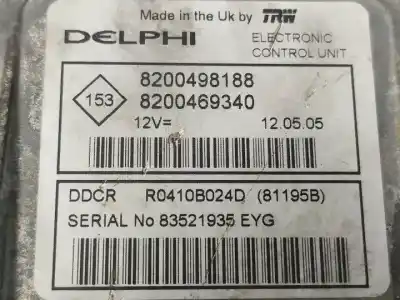 Made in the Uk by TRW
DELPHI
ELECTRONIC
CONTROL UNIT
153
8200498188
8200469340
12V= 12.05.05
DDCR R0410B024D (81195B)
SERIAL No 83521935 EYG